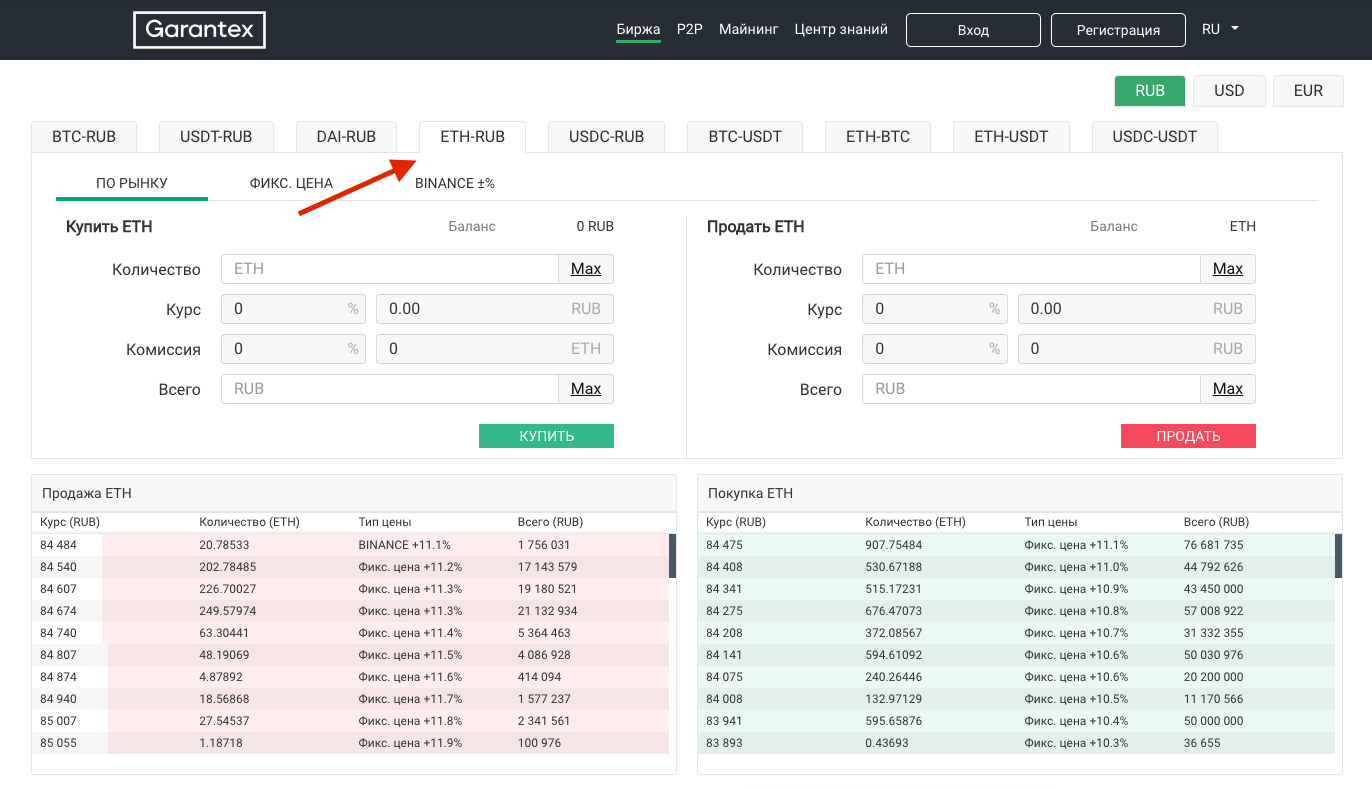 Garantex
Биржа P2P Майнинг Центр знаний Вход Регистрация RU
RUB USD EUR
BTC-RUB USDT-RUB DAI-RUB ETH-RUB USDC-RUB BTC-USDT ETH-BTC ETH-USDT USDC-USDT
ПО РЫНКУ ФИКС. ЦЕНА BINANCE ±%
Купить ETH Баланс 0 RUB
Количество ETH Max
Курс 0 % 0.00 RUB
Комиссия 0 % 0 ETH
Всего RUB Max
КУПИТЬ
Продать ETH Баланс ETH
Количество ETH Max
Курс 0 % 0.00 RUB
Комиссия 0 % 0 RUB
Всего RUB Max
ПРОДАТЬ
Продажа ETH
Курс (RUB) Количество (ETH) Тип цены Всего (RUB)
84 484 20.78533 BINANCE +11.1% 1 756 031
84 540 202.78485 Фикс. цена +11.2% 17 143 579
84 607 226.70027 Фикс. цена +11.3% 19 180 521
84 674 249.57974 Фикс. цена +11.3% 21 132 934
84 740 63.30441 Фикс. цена +11.4% 5 364 463
84 807 48.19069 Фикс. цена +11.5% 4 086 928
84 874 4.87892 Фикс. цена +11.6% 414 094
84 940 18.56868 Фикс. цена +11.7% 1 577 237
85 007 27.54537 Фикс. цена +11.8% 2 341 561
85 055 1.18718 Фикс. цена +11.9% 100 976
Покупка ETH
Курс (RUB) Количество (ETH) Тип цены Всего (RUB)
84 475 907.75484 Фикс. цена +11.1% 76 681 735
84 408 530.67188 Фикс. цена +11.0% 44 792 626
84 341 515.17231 Фикс. цена +10.9% 43 450 000
84 275 676.47073 Фикс. цена +10.8% 57 008 922
84 208 372.08567 Фикс. цена +10.7% 31 332 355
84 141 594.61092 Фикс. цена +10.6% 50 030 976
84 075 240.26446 Фикс. цена +10.6% 20 200 000
84 008 132.97129 Фикс. цена +10.5% 11 170 566
83 941 595.65876 Фикс. цена +10.4% 50 000 000
83 893 0.43693 Фикс. цена +10.3% 36 655